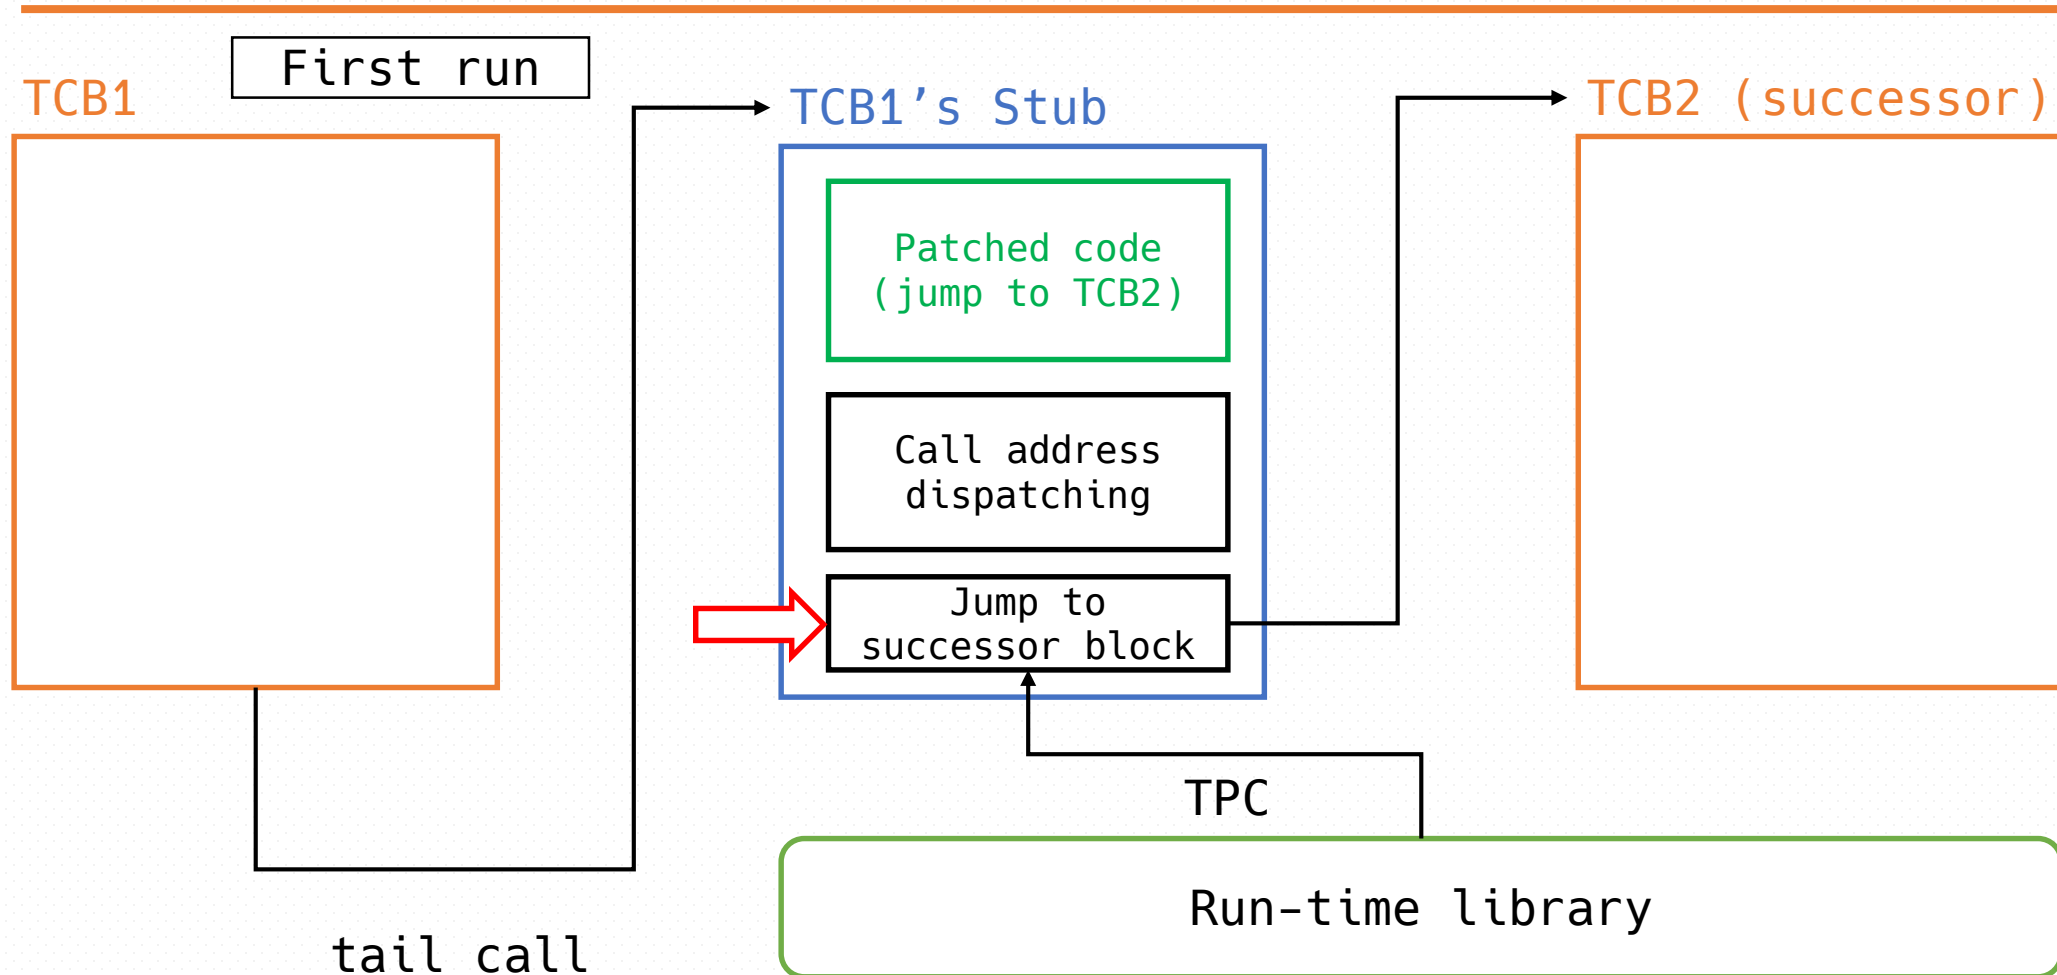 First run
TCB1
TCB1’s Stub
TCB2 (successor)
Patched code
(jump to TCB2)
Call address
dispatching
Jump to
successor block
TPC
Run-time library
tail call